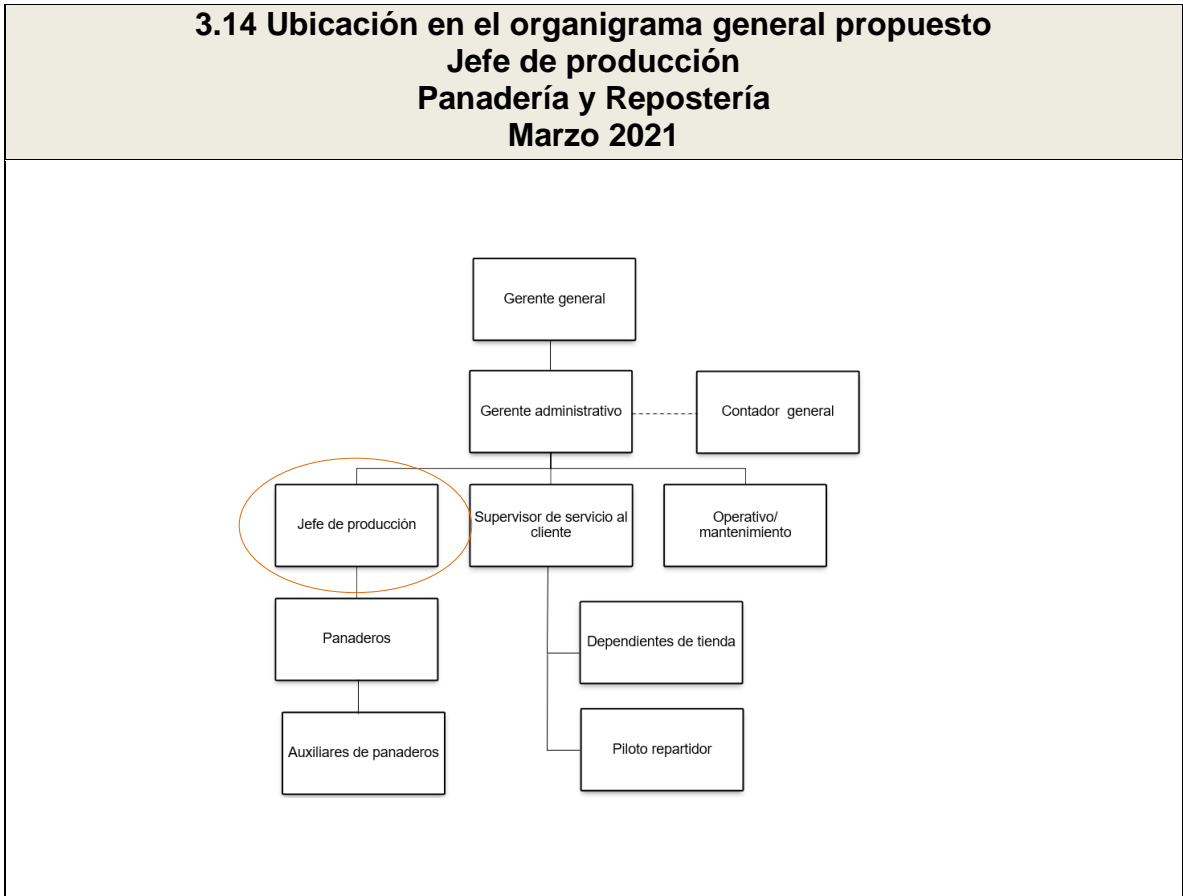 3.14 Ubicación en el organigrama general propuesto
Jefe de producción
Panadería y Repostería
Marzo 2021
Gerente general
Gerente administrativo
Contador general
Jefe de producción
Supervisor de servicio al
cliente
Operativo/
mantenimiento
Panaderos
Dependientes de tienda
Auxiliares de panaderos
Piloto repartidor